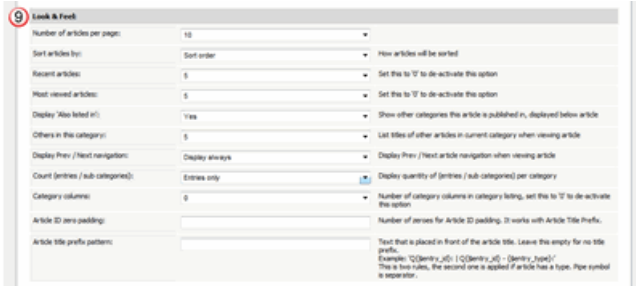 9 Look & Feel:
Number of articles per page: 10
Sort articles by: Sort order How articles will be sorted
Recent articles: 5 Set this to '0' to de-activate this option
Most viewed articles: 5 Set this to '0' to de-activate this option
Display 'Also listed in': Yes Show other categories this article is published in, displayed below article
Others in this category: 5 List titles of other articles in current category when viewing article
Display Prev / Next navigation: Display always Display Prev / Next article navigation when viewing article
Count (entries / sub categories): Entries only Display quantity of (entries / sub categories) per category
Category columns: 0 Number of category columns in category listing, set this to '0' to de-activate
this option
Article ID zero padding: Number of zeroes for Article ID padding. It works with Article Title Prefix.
Article title prefix pattern: Text that is placed in front of the article title. Leave this empty for no title
prefix.
Example: 'Q{$entry_id}: | Q{$entry_id} - {$entry_type}:'
This is two rules, the second one is applied if article has a type. Pipe symbol
is separator.